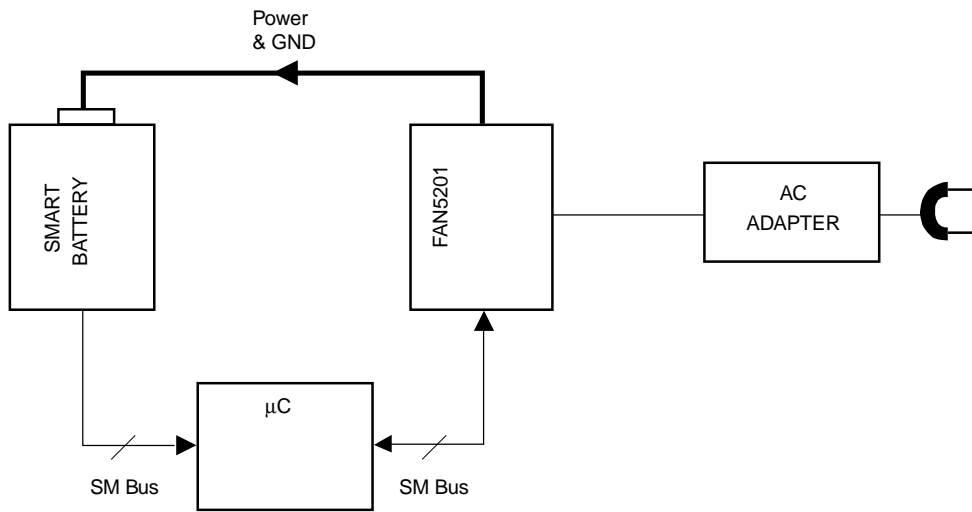 Power
& GND
SMART
BATTERY
FAN5201
AC
ADAPTER
μC
SM Bus
SM Bus